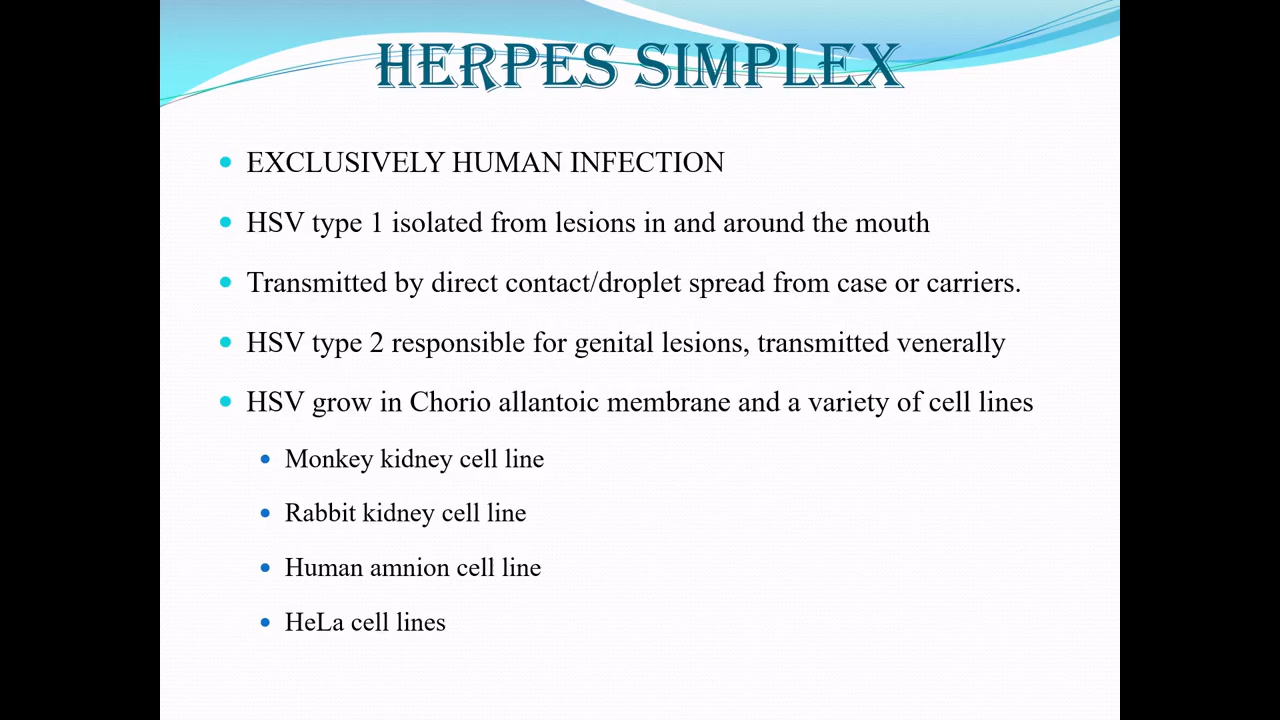 HERPES SIMPLEX
EXCLUSIVELY HUMAN INFECTION
HSV type 1 isolated from lesions in and around the mouth
Transmitted by direct contact/droplet spread from case or carriers.
HSV type 2 responsible for genital lesions, transmitted venerally
HSV grow in Chorio allantoic membrane and a variety of cell lines
Monkey kidney cell line
Rabbit kidney cell line
Human amnion cell line
HeLa cell lines